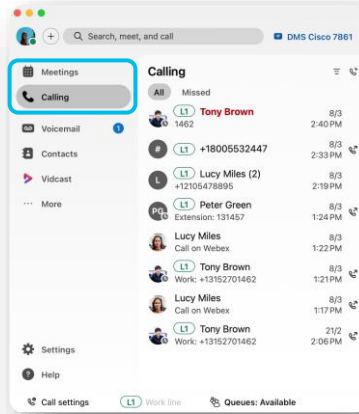 Search, meet, and call
DMS Cisco 7861
Meetings
Calling
Voicemail 1
Contacts
Vidcast
More
Settings
Help
Calling
All Missed
L1 Tony Brown 8/3
1462 2:40 PM
# L1 +18005532447 8/3
2:33 PM
L L1 Lucy Miles (2) 8/3
+12105478895 2:19 PM
PG L1 Peter Green 8/3
Extension: 131457 1:24 PM
Lucy Miles 8/3
Call on Webex 1:22 PM
L1 Tony Brown 8/3
Work: +13152701462 1:21 PM
Lucy Miles 8/3
Call on Webex 1:17 PM
L1 Tony Brown 21/2
Work: +13152701462 2:06 PM
Call settings L1 Work line Queues: Available